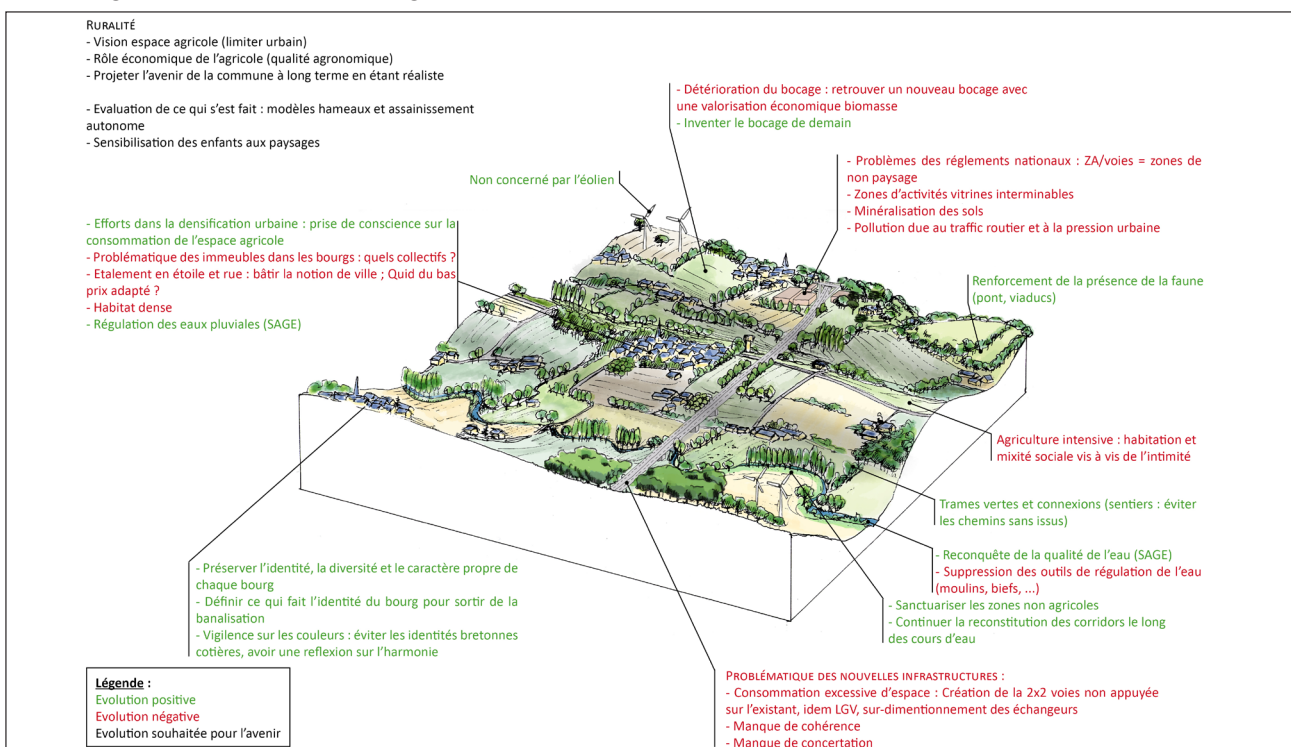 RURALITÉ
- Vision espace agricole (limiter urbain)
- Rôle économique de l'agricole (qualité agronomique)
- Projeter l'avenir de la commune à long terme en étant réaliste
- Evaluation de ce qui s'est fait : modèles hameaux et assainissement
autonome
- Sensibilisation des enfants aux paysages
- Détérioration du bocage : retrouver un nouveau bocage avec
une valorisation économique biomasse
- Inventer le bocage de demain
- Problèmes des réglements nationaux : ZA/voies = zones de
non paysage
- Zones d'activités vitrines interminables
- Minéralisation des sols
- Pollution due au traffic routier et à la pression urbaine
Non concerné par l'éolien
- Efforts dans la densification urbaine : prise de conscience sur la
consommation de l'espace agricole
- Problématique des immeubles dans les bourgs : quels collectifs ?
- Etalement en étoile et rue : bâtir la notion de ville ; Quid du bas
prix adapté ?
- Habitat dense
- Régulation des eaux pluviales (SAGE)
Renforcement de la présence de la faune
(pont, viaducs)
Agriculture intensive : habitation et
mixité sociale vis à vis de l'intimité
Trames vertes et connexions (sentiers : éviter
les chemins sans issus)
- Reconquête de la qualité de l'eau (SAGE)
- Suppression des outils de régulation de l'eau
(moulins, biefs, ...)
- Sanctuariser les zones non agricoles
- Continuer la reconstitution des corridors le long
des cours d'eau
- Préserver l'identité, la diversité et le caractère propre de
chaque bourg
- Définir ce qui fait l'identité du bourg pour sortir de la
banalisation
- Vigilence sur les couleurs : éviter les identités bretonnes
cotières, avoir une reflexion sur l'harmonie
PROBLÉMATIQUE DES NOUVELLES INFRASTRUCTURES :
- Consommation excessive d'espace : Création de la 2x2 voies non appuyée
sur l'existant, idem LGV, sur-dimentionnement des échangeurs
- Manque de cohérence
- Manque de concertation
Légende :
Evolution positive
Evolution négative
Evolution souhaitée pour l'avenir